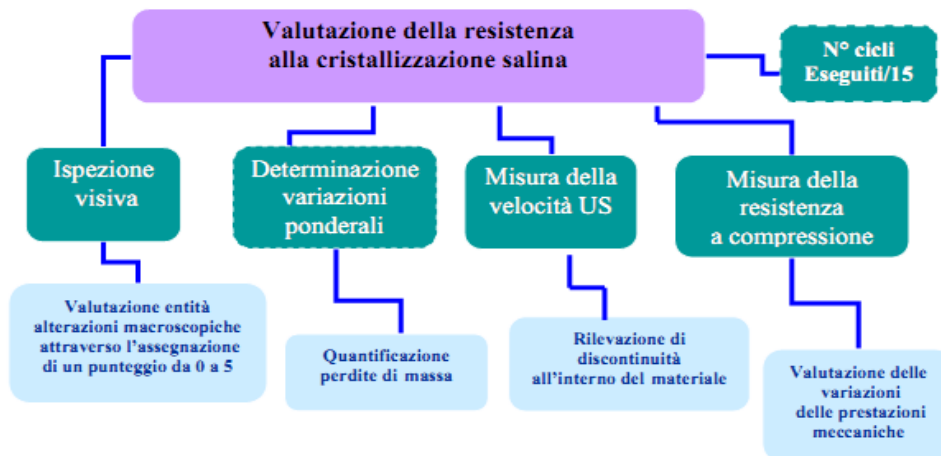 Valutazione della resistenza
alla cristallizzazione salina
N° cicli
Eseguiti/15
Ispezione
visiva
Determinazione
variazioni
ponderali
Misura della
velocità US
Misura della
resistenza
a compressione
Valutazione entità
alterazioni macroscopiche
attraverso l'assegnazione
di un punteggio da 0 a 5
Quantificazione
perdite di massa
Rilevazione di
discontinuità
all'interno del materiale
Valutazione delle
variazioni
delle prestazioni
meccaniche